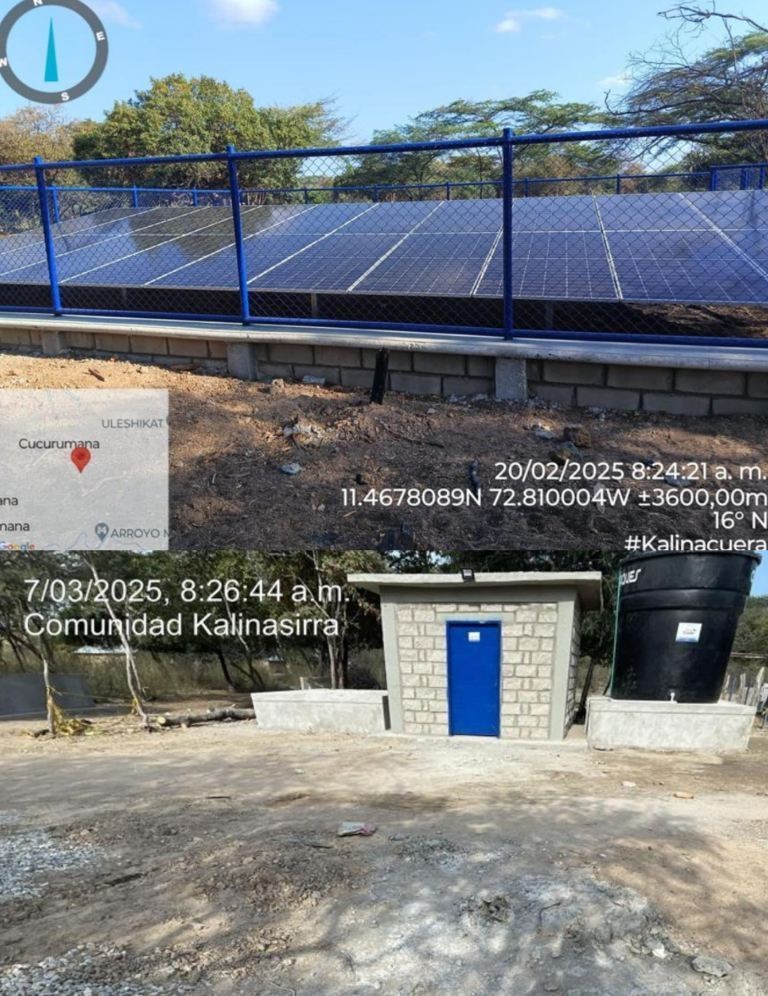 N
W
E
S
ULESHIKAT
Cucurumana
ana
mana
ARROYO M
Google
20/02/2025 8:24:21 a. m.
11.4678089N 72.810004W ±3600,00m
16° N
#Kalinacuera
7/03/2025, 8:26:44 a.m.
Comunidad Kalinasirra